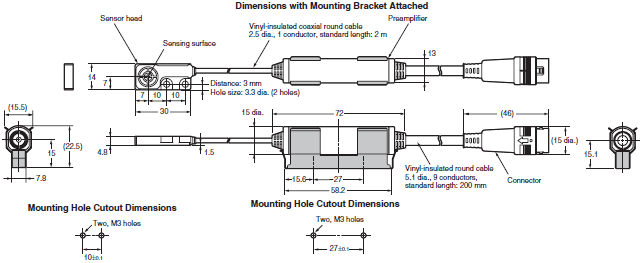 Dimensions with Mounting Bracket Attached
Sensor head
Sensing surface
Vinyl-insulated coaxial round cable
2.5 dia., 1 conductor, standard length: 2 m
Preamplifier
13
14
7
7
10
10
30
Distance: 3 mm
Hole size: 3.3 dia. (2 holes)
(15.5)
(22.5)
15
7.8
4.8
1.5
15 dia.
72
(46)
(15 dia.)
15.1
15.6
27
58.2
Vinyl-insulated round cable
5.1 dia., 9 conductors,
standard length: 200 mm
Connector
Mounting Hole Cutout Dimensions
Two, M3 holes
10±0.1
Mounting Hole Cutout Dimensions
Two, M3 holes
27±0.1